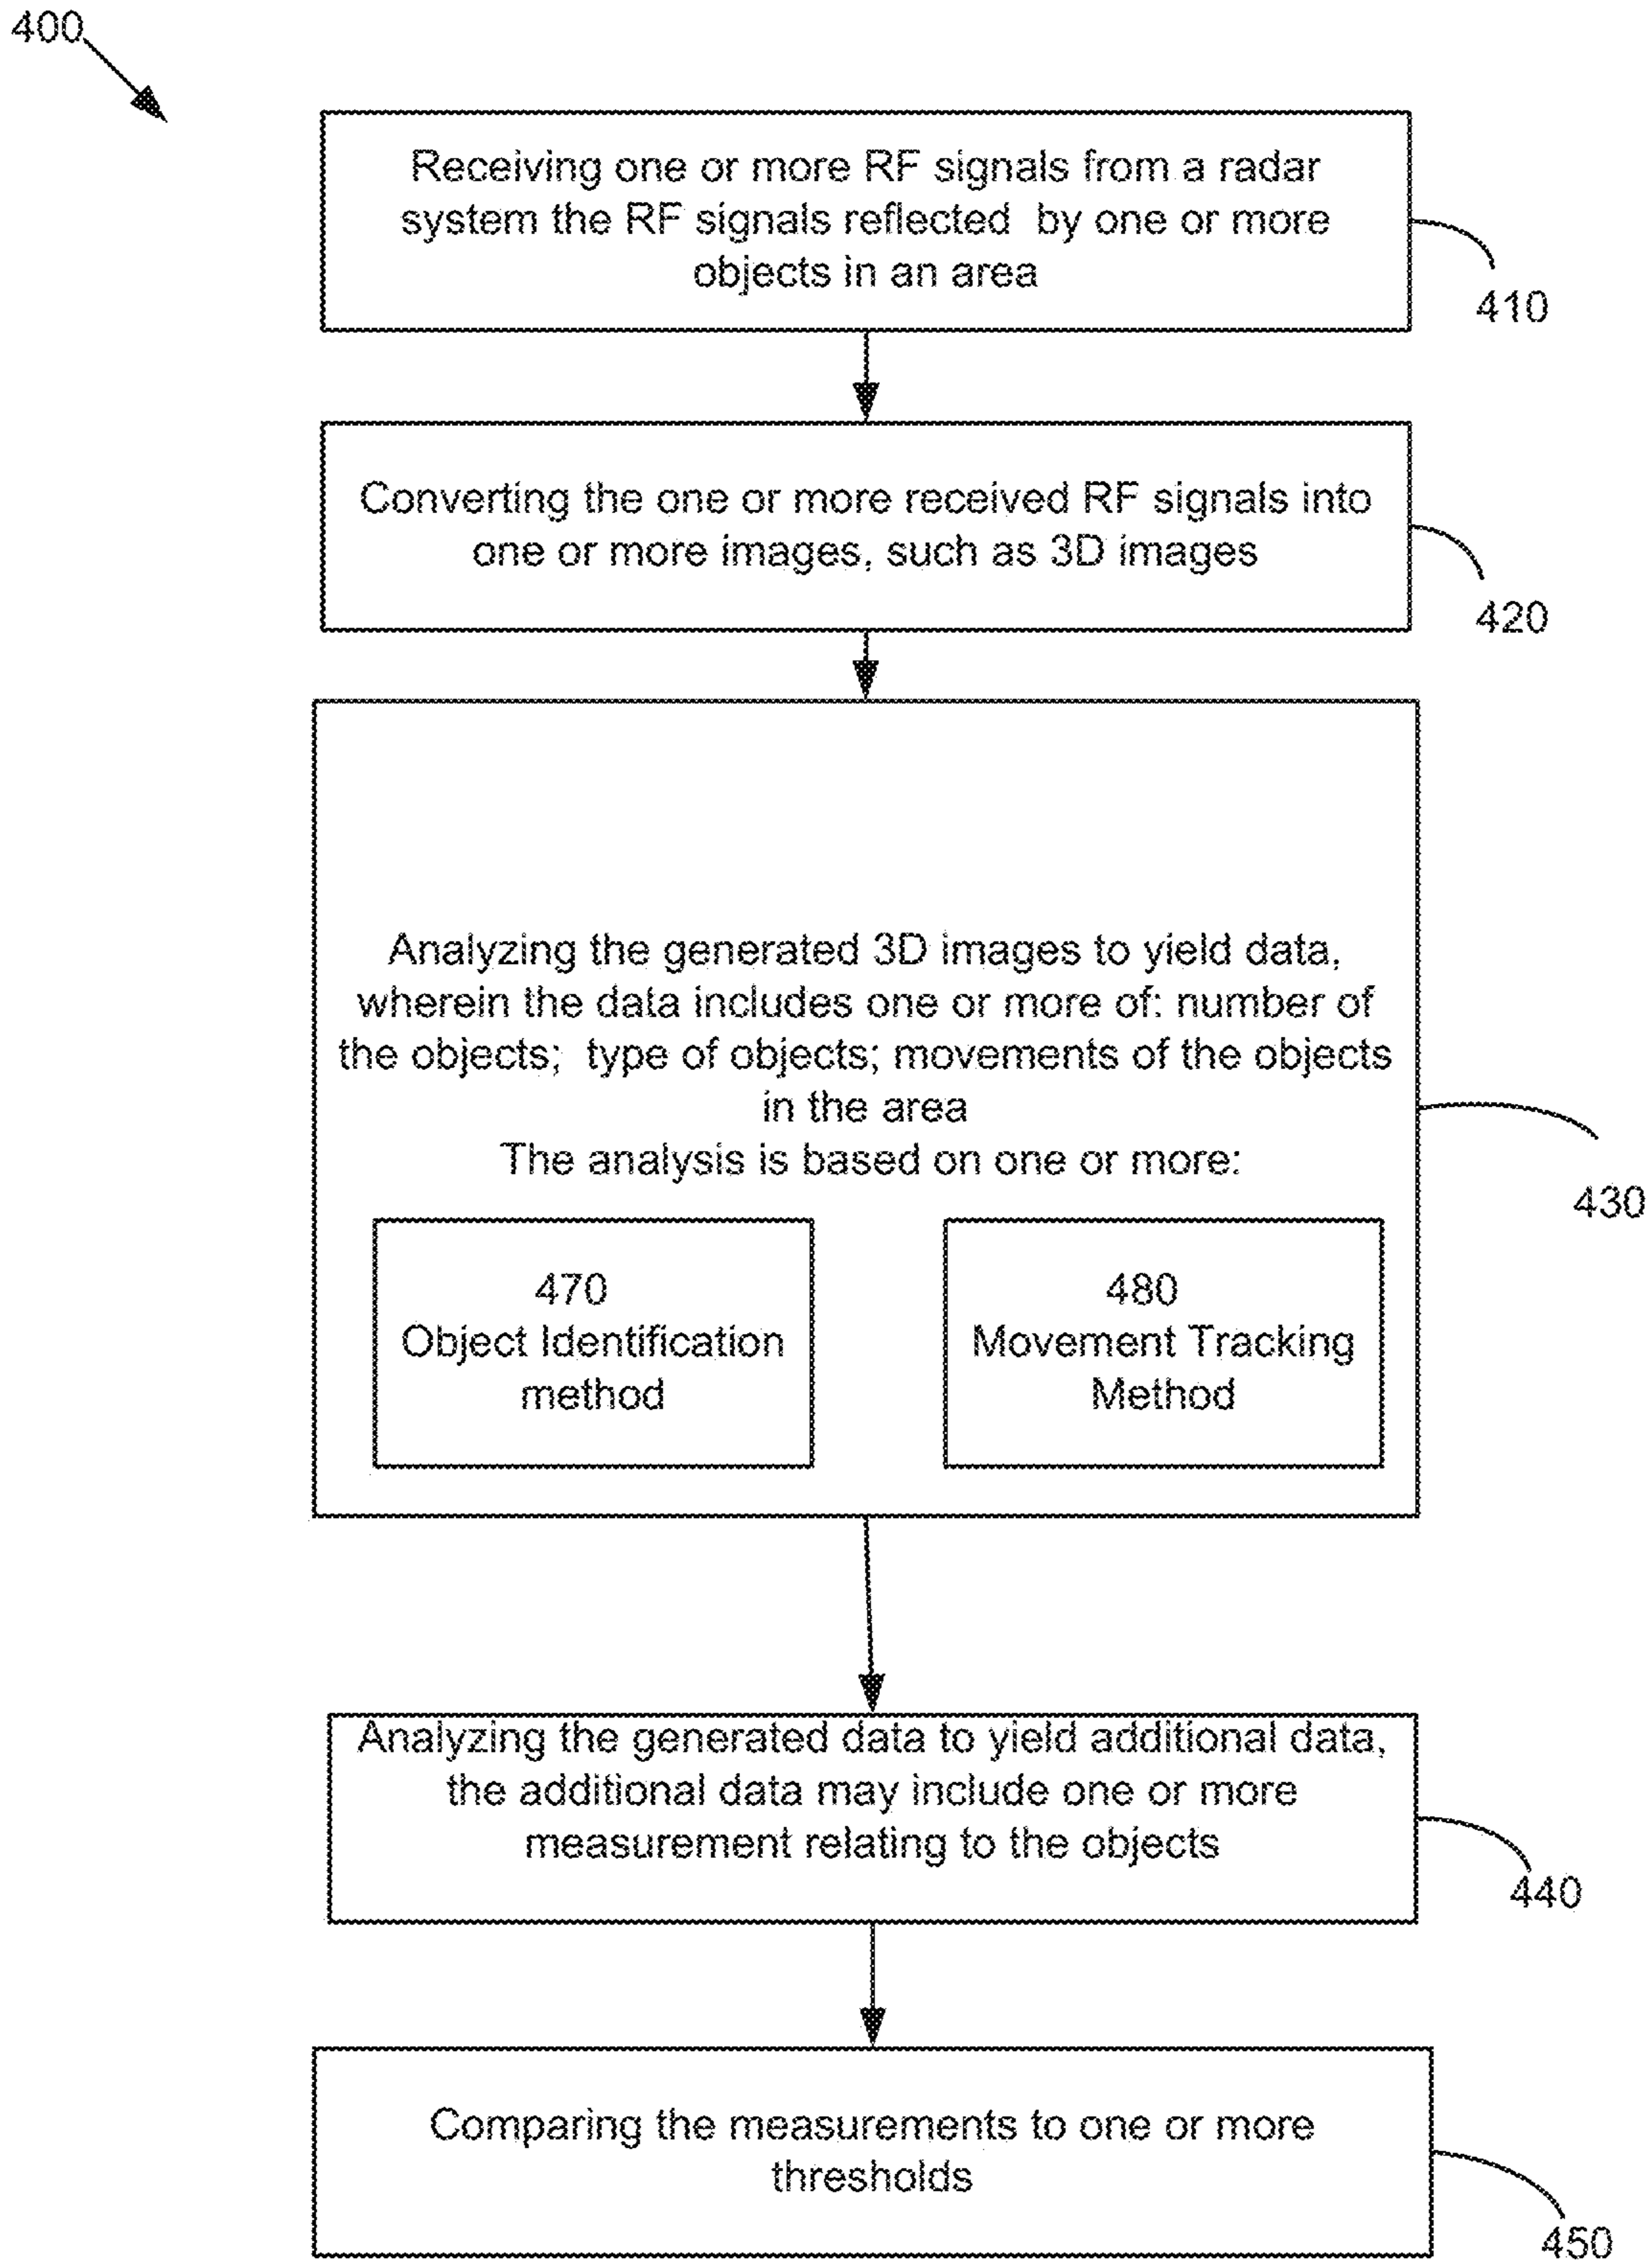 400
Receiving one or more RF signals from a radar
system the RF signals reflected  by one or more
objects in an area
410
Converting the one or more received RF signals into
one or more images, such as 3D images
420
Analyzing the generated 3D images to yield data,
wherein the data includes one or more of: number of
the objects;  type of objects; movements of the objects
in the area
The analysis is based on one or more:
430
470
Object Identification
method
480
Movement Tracking
Method
Analyzing the generated data to yield additional data,
the additional data may include one or more
measurement relating to the objects
440
Comparing the measurements to one or more
thresholds
450